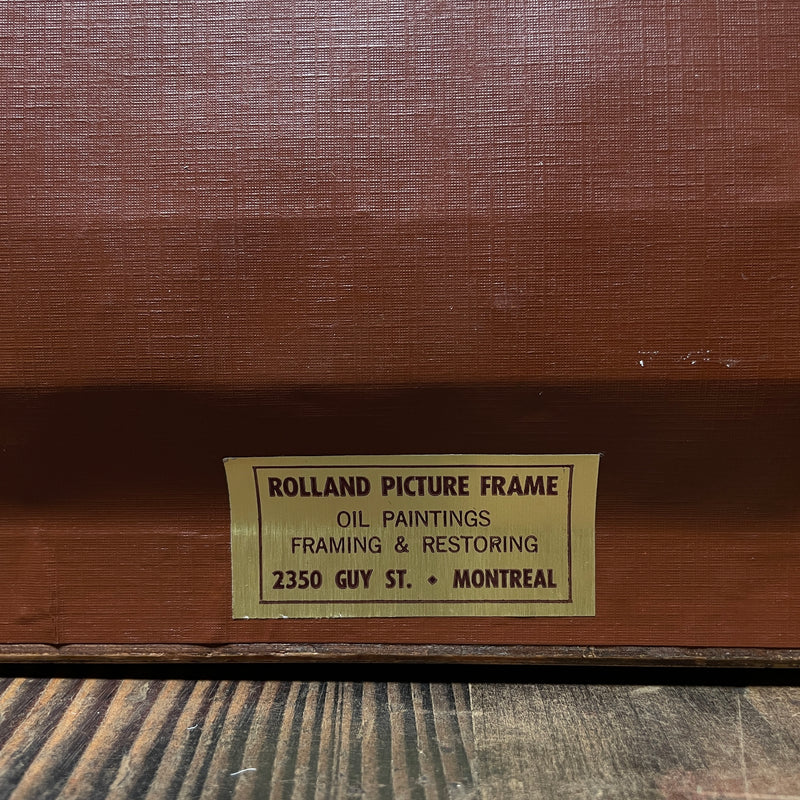 ROLLAND PICTURE FRAME
OIL PAINTINGS
FRAMING & RESTORING
2350 GUY ST. • MONTREAL